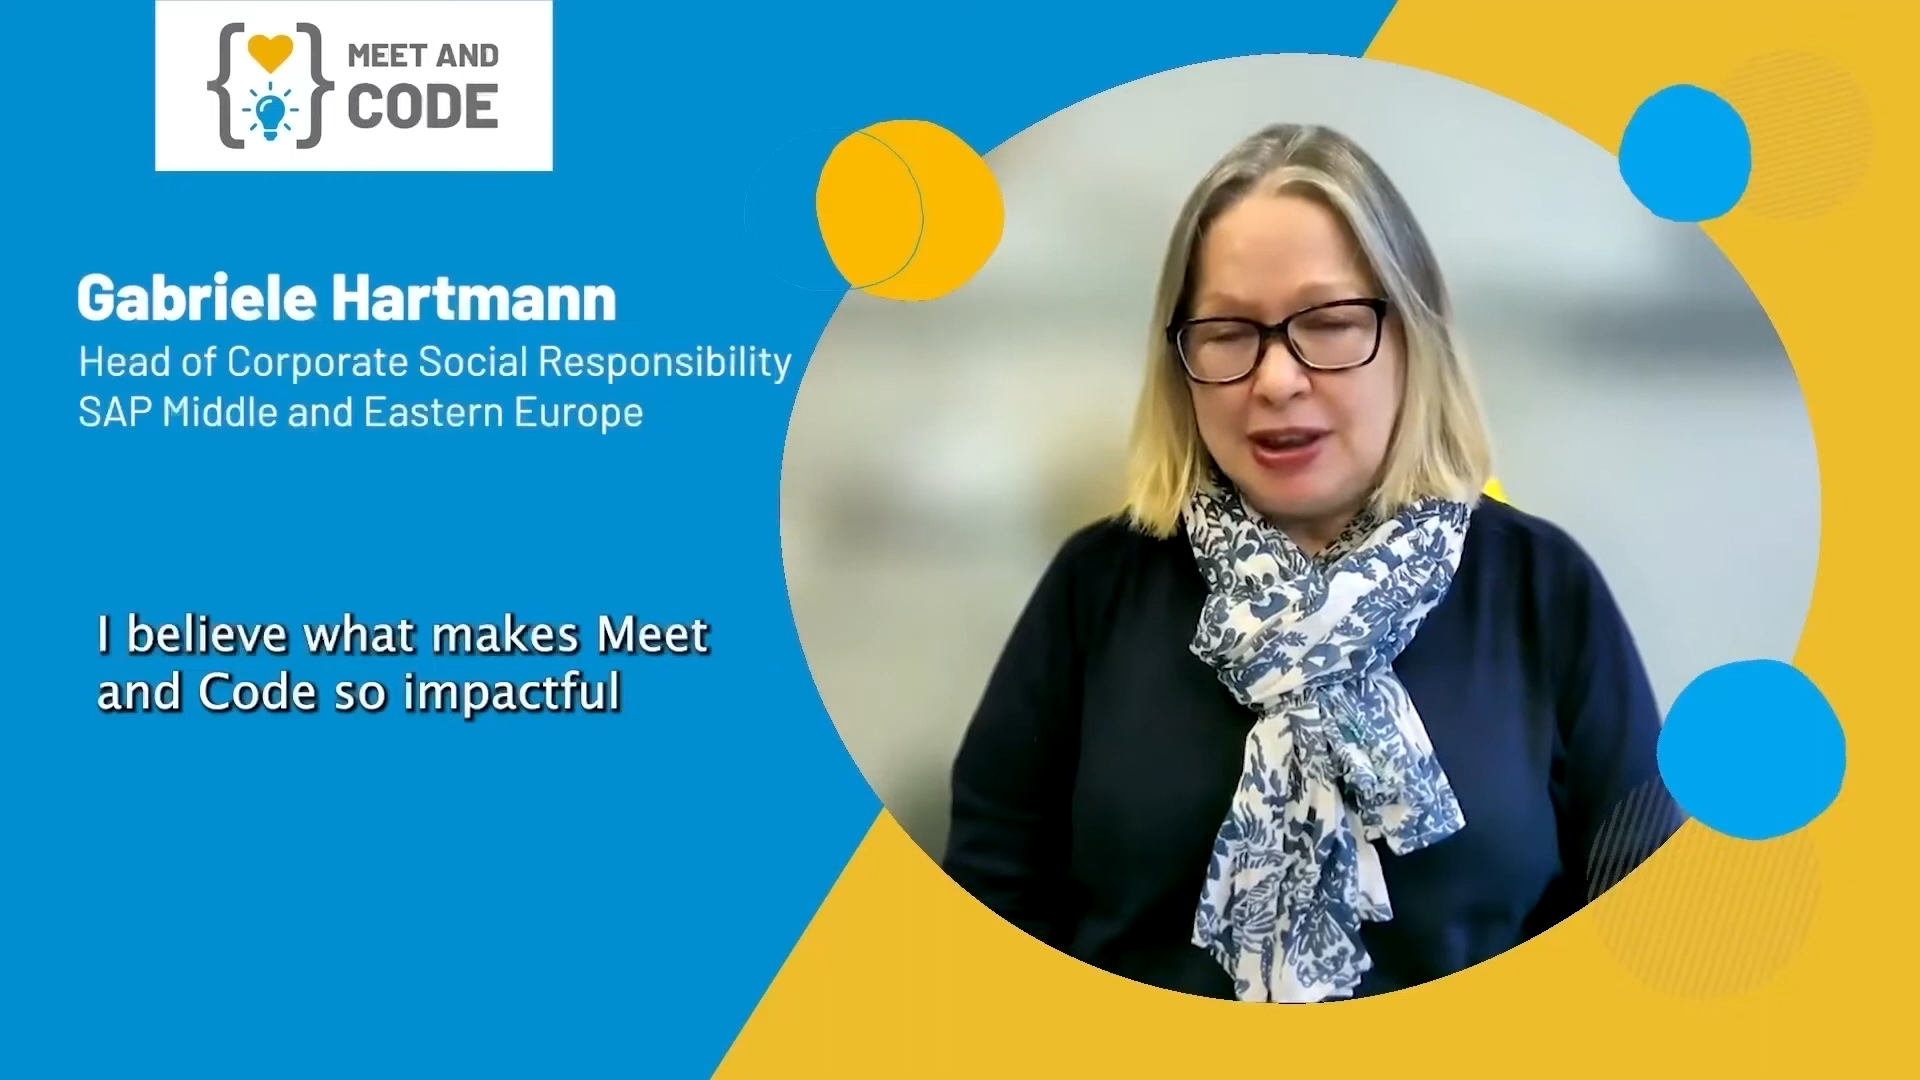 MEET AND
CODE
Gabriele Hartmann
Head of Corporate Social Responsibility
SAP Middle and Eastern Europe
I believe what makes Meet
and Code so impactful